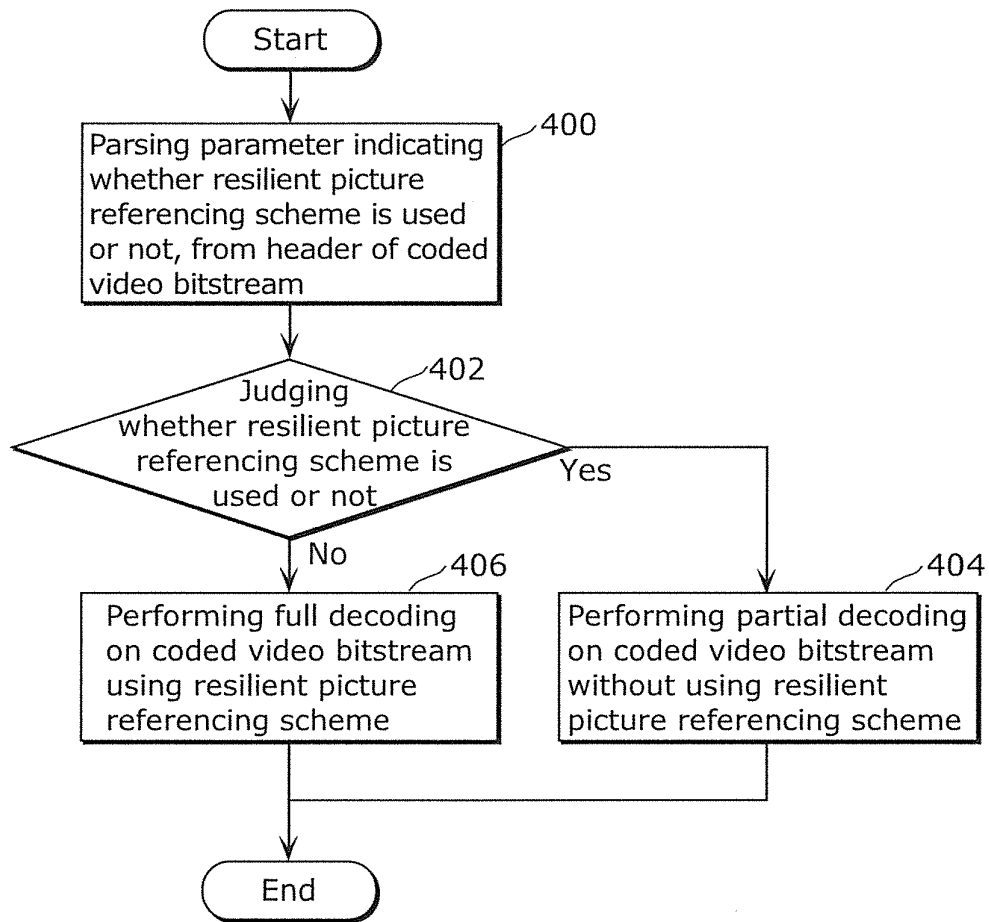 Start
400
Parsing parameter indicating
whether resilient picture
referencing scheme is used
or not, from header of coded
video bitstream
402
Judging
whether resilient picture
referencing scheme is
used or not
Yes
No
406
Performing full decoding
on coded video bitstream
using resilient picture
referencing scheme
404
Performing partial decoding
on coded video bitstream
without using resilient
picture referencing scheme
End